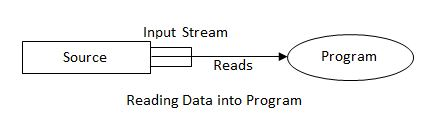 Input Stream
Source
Reads
Program
Reading Data into Program